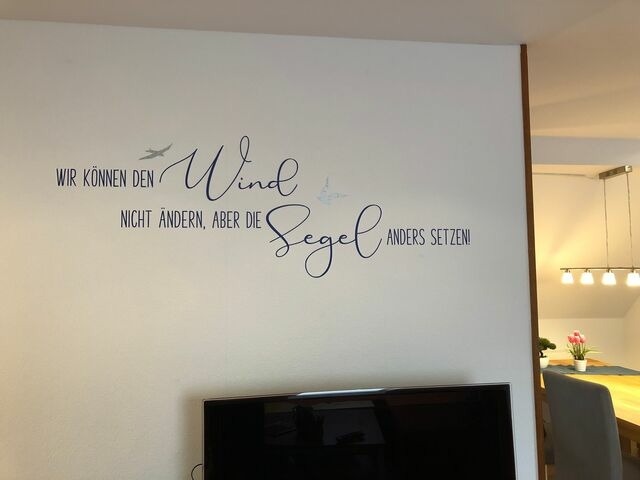 WIR KÖNNEN DEN Wind
NICHT ÄNDERN, ABER DIE Segel ANDERS SETZEN!